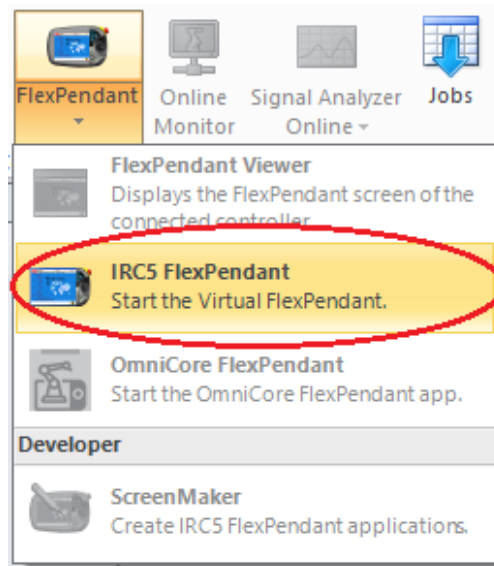 FlexPendant
Online
Monitor
Signal Analyzer
Online
Jobs
FlexPendant Viewer
Displays the FlexPendant screen of the
connected controller.
IRC5 FlexPendant
Start the Virtual FlexPendant.
OmniCore FlexPendant
Start the OmniCore FlexPendant app.
Developer
ScreenMaker
Create IRC5 FlexPendant applications.